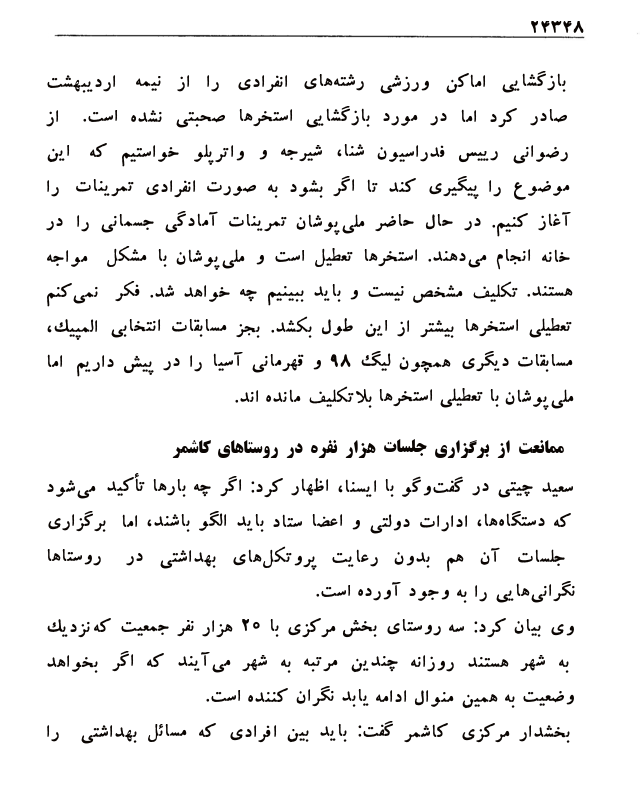 ۲۴۳۴۸
بازگشایی اماکن ورزشی رشته‌های انفرادی را از نیمه اردیبهشت
صادر کرد اما در مورد بازگشایی استخرها صحبتی نشده است. از
رضوانی رییس فدراسیون شنا، شیرجه و واترپلو خواستیم که این
موضوع را پیگیری کند تا اگر بشود به صورت انفرادی تمرینات را
آغاز کنیم. در حال حاضر ملی‌پوشان تمرینات آمادگی جسمانی را در
خانه انجام می‌دهند. استخرها تعطیل است و ملی‌پوشان با مشکل مواجه
هستند. تکلیف مشخص نیست و باید ببینیم چه خواهد شد. فکر نمی‌کنم
تعطیلی استخرها بیشتر از این طول بکشد. بجز مسابقات انتخابی المپیك،
مسابقات دیگری همچون لیگ ۹۸ و قهرمانی آسیا را در پیش داریم اما
ملی‌پوشان با تعطیلی استخرها بلاتکلیف مانده اند.
ممانعت از برگزاری جلسات هزار نفره در روستاهای کاشمر
سعید چیتی در گفت‌وگو با ایسنا، اظهار کرد: اگر چه بارها تأکید می‌شود
که دستگاه‌ها، ادارات دولتی و اعضا ستاد باید الگو باشند، اما برگزاری
جلسات آن هم بدون رعایت پروتکل‌های بهداشتی در روستاها
نگرانی‌هایی را به وجود آورده است.
وی بیان کرد: سه روستای بخش مرکزی با ۲۵ هزار نفر جمعیت که‌نزدیك
به شهر هستند روزانه چندین مرتبه به شهر می‌آیند که اگر بخواهد
وضعیت به همین منوال ادامه یابد نگران کننده است.
بخشدار مرکزی کاشمر گفت: باید بین افرادی که مسائل بهداشتی را